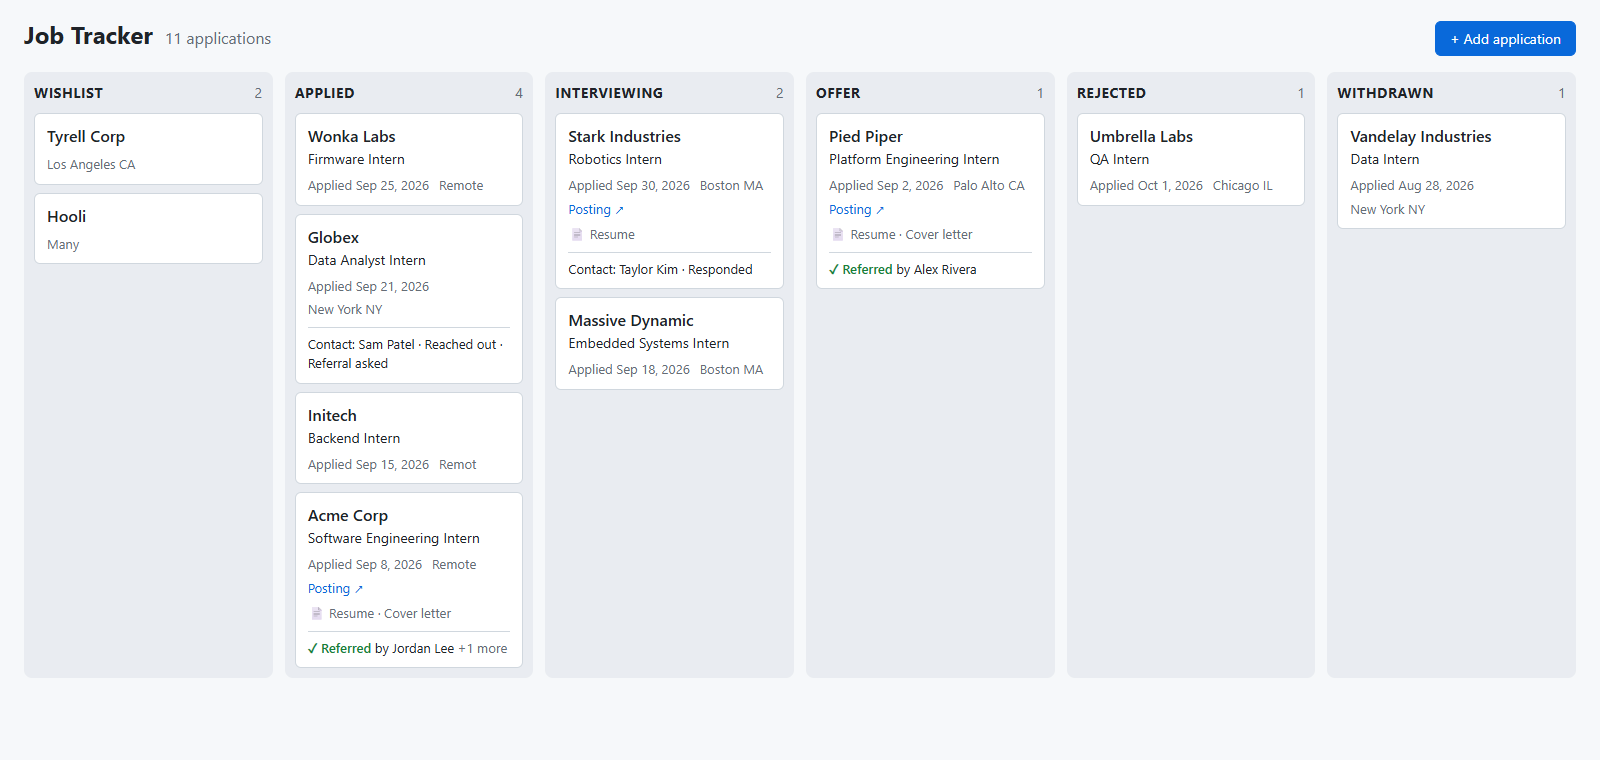 Job Tracker 11 applications
+ Add application
WISHLIST 2
Tyrell Corp
Los Angeles CA
Hooli
Many
APPLIED 4
Wonka Labs
Firmware Intern
Applied Sep 25, 2026 Remote
Globex
Data Analyst Intern
Applied Sep 21, 2026
New York NY
Contact: Sam Patel · Reached out ·
Referral asked
Initech
Backend Intern
Applied Sep 15, 2026 Remot
Acme Corp
Software Engineering Intern
Applied Sep 8, 2026 Remote
Posting ↗
Resume · Cover letter
✓ Referred by Jordan Lee +1 more
INTERVIEWING 2
Stark Industries
Robotics Intern
Applied Sep 30, 2026 Boston MA
Posting ↗
Resume
Contact: Taylor Kim · Responded
Massive Dynamic
Embedded Systems Intern
Applied Sep 18, 2026 Boston MA
OFFER 1
Pied Piper
Platform Engineering Intern
Applied Sep 2, 2026 Palo Alto CA
Posting ↗
Resume · Cover letter
✓ Referred by Alex Rivera
REJECTED 1
Umbrella Labs
QA Intern
Applied Oct 1, 2026 Chicago IL
WITHDRAWN 1
Vandelay Industries
Data Intern
Applied Aug 28, 2026
New York NY